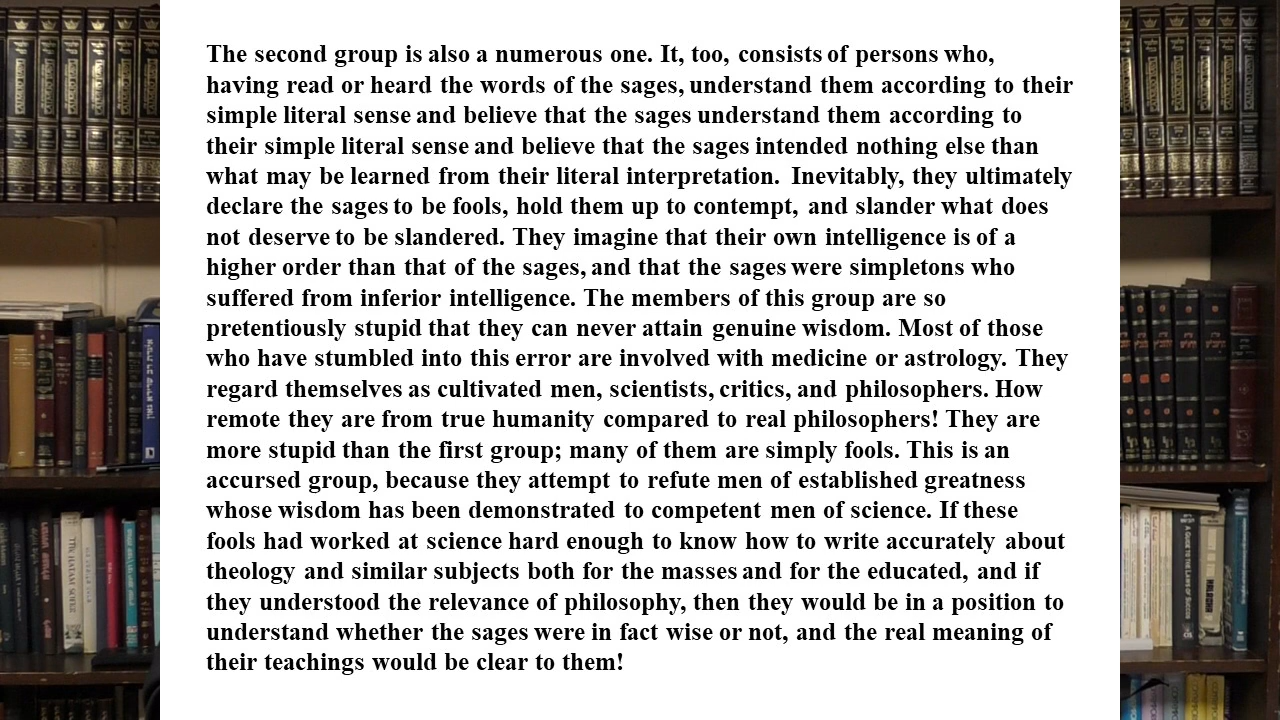 The second group is also a numerous one. It, too, consists of persons who,
having read or heard the words of the sages, understand them according to their
simple literal sense and believe that the sages understand them according to
their simple literal sense and believe that the sages intended nothing else than
what may be learned from their literal interpretation. Inevitably, they ultimately
declare the sages to be fools, hold them up to contempt, and slander what does
not deserve to be slandered. They imagine that their own intelligence is of a
higher order than that of the sages, and that the sages were simpletons who
suffered from inferior intelligence. The members of this group are so
pretentiously stupid that they can never attain genuine wisdom. Most of those
who have stumbled into this error are involved with medicine or astrology. They
regard themselves as cultivated men, scientists, critics, and philosophers. How
remote they are from true humanity compared to real philosophers! They are
more stupid than the first group; many of them are simply fools. This is an
accursed group, because they attempt to refute men of established greatness
whose wisdom has been demonstrated to competent men of science. If these
fools had worked at science hard enough to know how to write accurately about
theology and similar subjects both for the masses and for the educated, and if
they understood the relevance of philosophy, then they would be in a position to
understand whether the sages were in fact wise or not, and the real meaning of
their teachings would be clear to them!